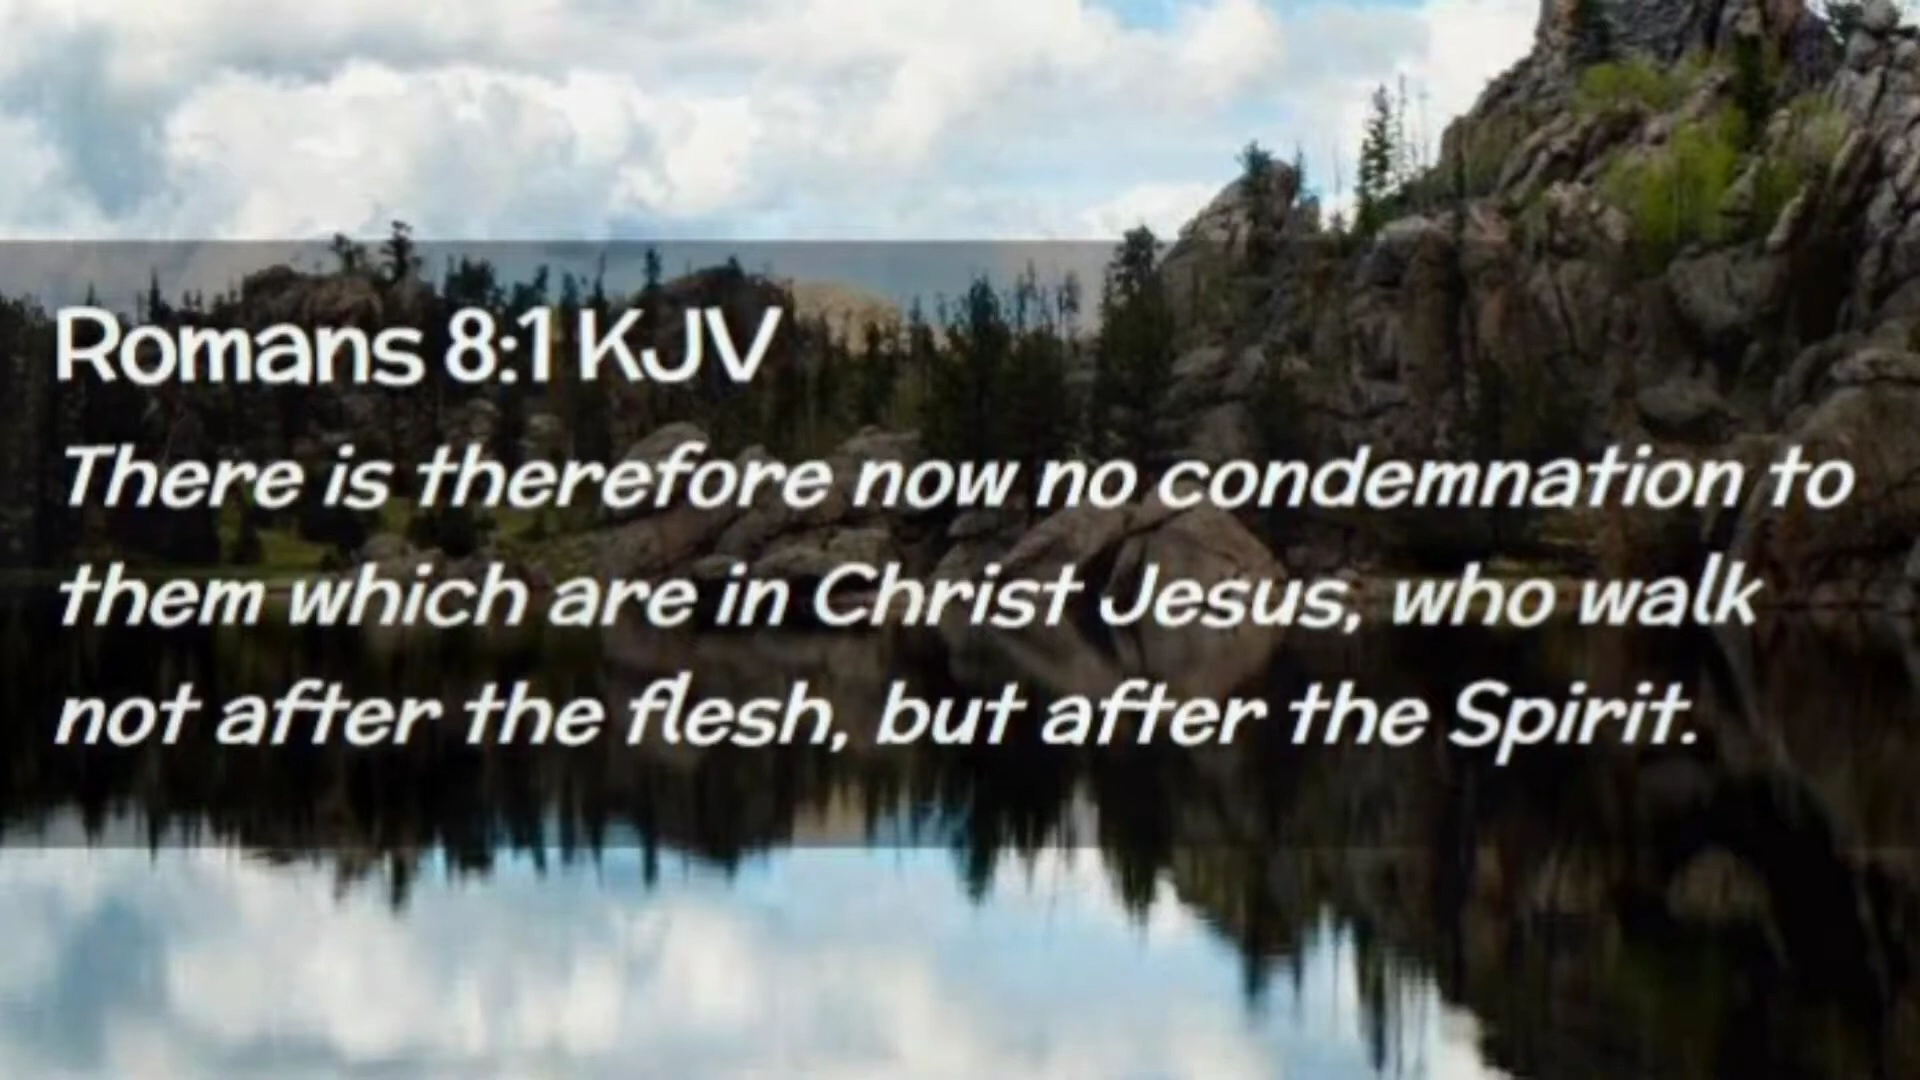 Romans 8:1 KJV
There is therefore now no condemnation to
them which are in Christ Jesus, who walk
not after the flesh, but after the Spirit.